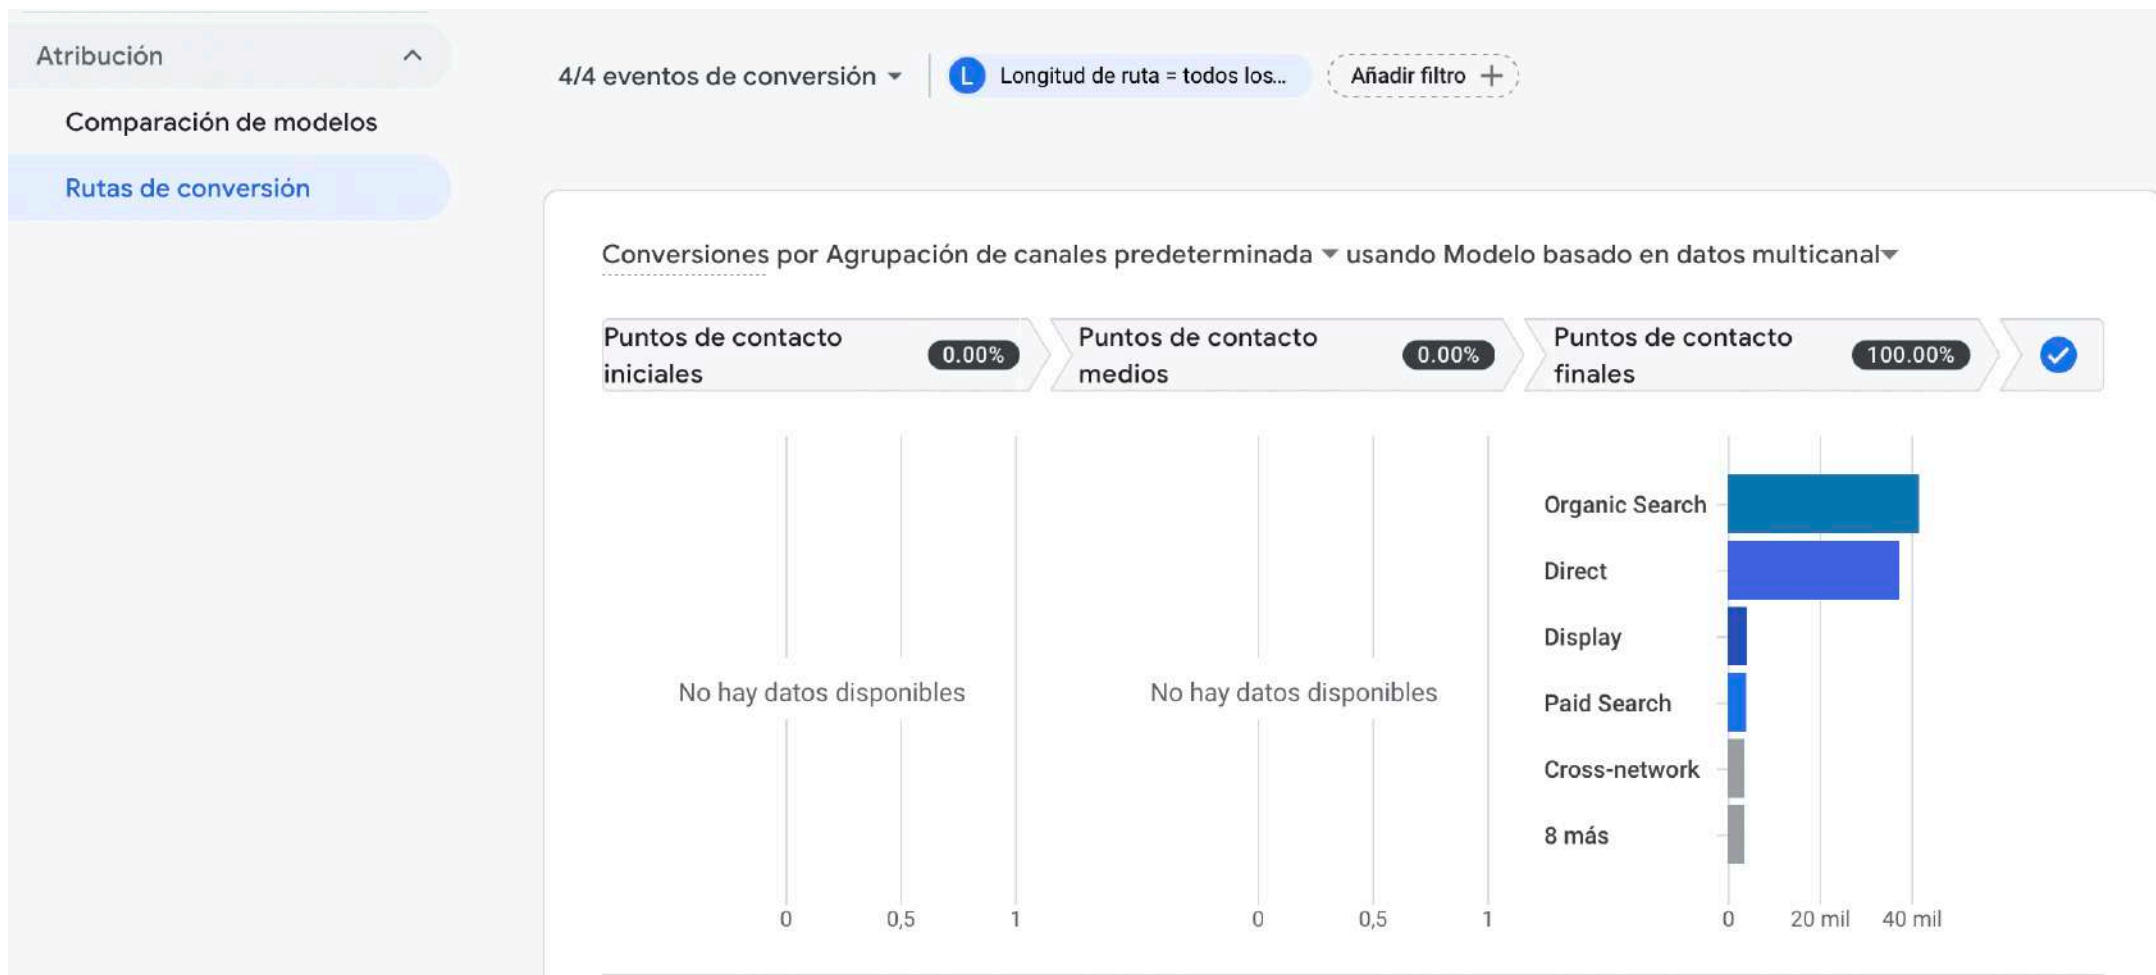 Atribución
Comparación de modelos
Rutas de conversión
4/4 eventos de conversión
L Longitud de ruta = todos los...
Añadir filtro +
Conversiones por Agrupación de canales predeterminada usando Modelo basado en datos multicanal
Puntos de contacto
iniciales
0.00%
Puntos de contacto
medios
0.00%
Puntos de contacto
finales
100.00%
No hay datos disponibles
0 0,5 1
No hay datos disponibles
0 0,5 1
Organic Search
Direct
Display
Paid Search
Cross-network
8 más
0 20 mil 40 mil